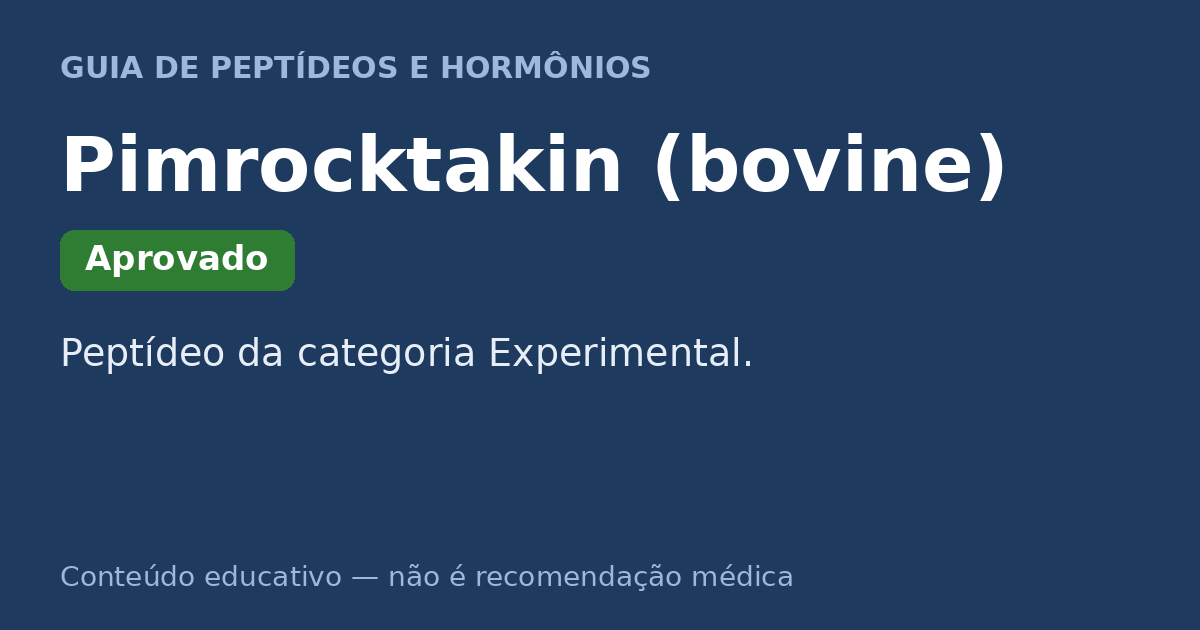 GUIA DE PEPTÍDEOS E HORMÔNIOS
Pimrocktakin (bovine)
Aprovado
Peptídeo da categoria Experimental.
Conteúdo educativo — não é recomendação médica